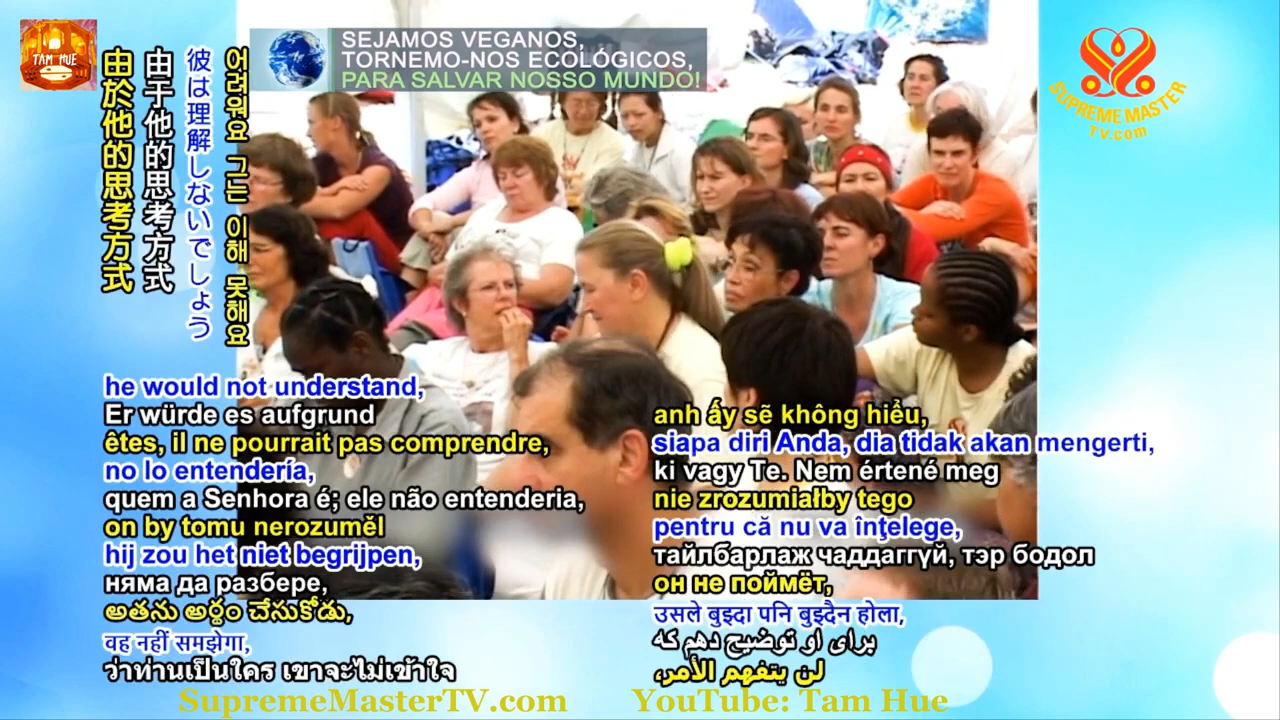 TAM HUE
SEJAMOS VEGANOS,
TORNEMO-NOS ECOLÓGICOS,
PARA SALVAR NOSSO MUNDO!
SUPREME MASTER
TV.com
어려워요 그는 이해 못해요
彼は理解しないでしょう
由于他的思考方式
由於他的思考方式
he would not understand,
Er würde es aufgrund
êtes, il ne pourrait pas comprendre,
no lo entendería,
quem a Senhora é; ele não entenderia,
on by tomu nerozuměl
hij zou het niet begrijpen,
няма да разбере,
అతను అర్థం చేసుకోడు,
वह नहीं समझेगा,
ว่าท่านเป็นใคร เขาจะไม่เข้าใจ
anh ấy sẽ không hiểu,
siapa diri Anda, dia tidak akan mengerti,
ki vagy Te. Nem értené meg
nie zrozumiałby tego
pentru că nu va înţelege,
тайлбарлаж чаддаггүй, тэр бодол
он не поймёт,
उसले बुझ्दा पनि बुझ्दैन होला,
برای او توضیح دهم که
لن يتفهم الأمر،
SupremeMasterTV.com
YouTube: Tam Hue